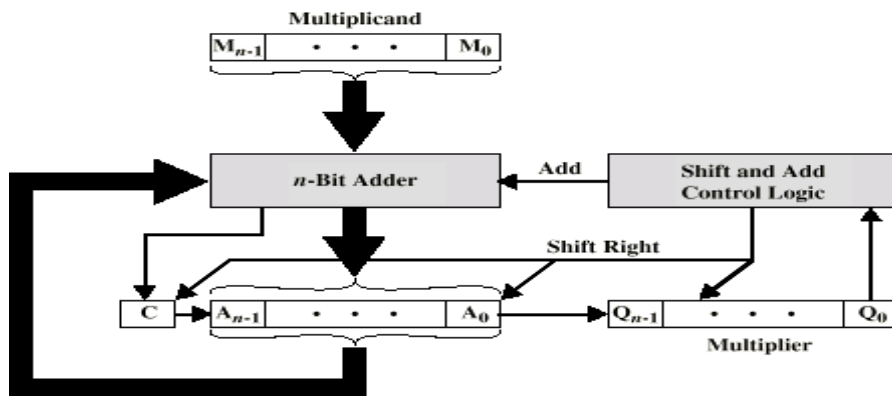 Multiplicand
Mn-1 · · · M0
n-Bit Adder
Add
Shift and Add
Control Logic
Shift Right
C
An-1 · · · A0
Qn-1 · · · Q0
Multiplier